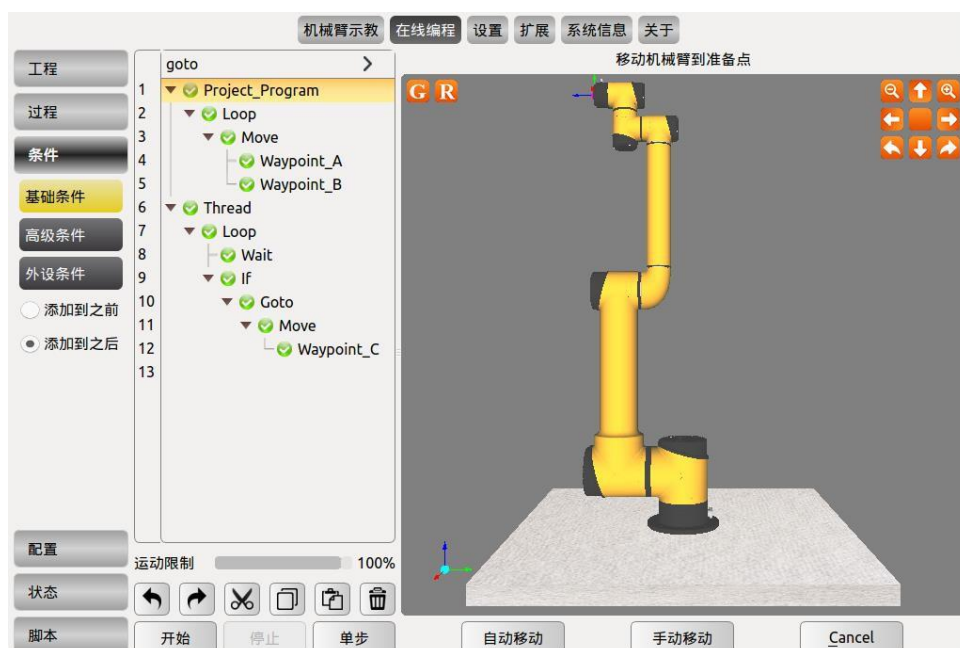 机械臂示教 在线编程 设置 扩展 系统信息 关于
工程
过程
条件
基础条件
高级条件
外设条件
添加到之前
添加到之后
配置
状态
脚本
goto
1 Project_Program
2 Loop
3 Move
4 Waypoint_A
5 Waypoint_B
6 Thread
7 Loop
8 Wait
9 If
10 Goto
11 Move
12 Waypoint_C
13
运动限制 100%
开始 停止 单步
移动机械臂到准备点
G R
自动移动 手动移动 Cancel